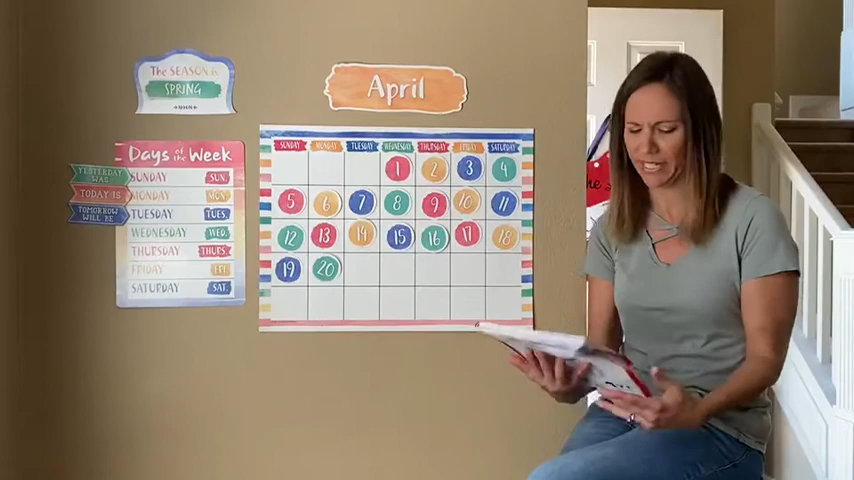 The SEASON is
SPRING
April
Days of the Week
YESTERDAY WAS
TODAY IS
TOMORROW WILL BE
SUNDAY SUN.
MONDAY MON.
TUESDAY TUES.
WEDNESDAY WED.
THURSDAY THURS.
FRIDAY FRI.
SATURDAY SAT.
SUNDAY MONDAY TUESDAY WEDNESDAY THURSDAY FRIDAY SATURDAY
1 2 3 4
5 6 7 8 9 10 11
12 13 14 15 16 17 18
19 20
the